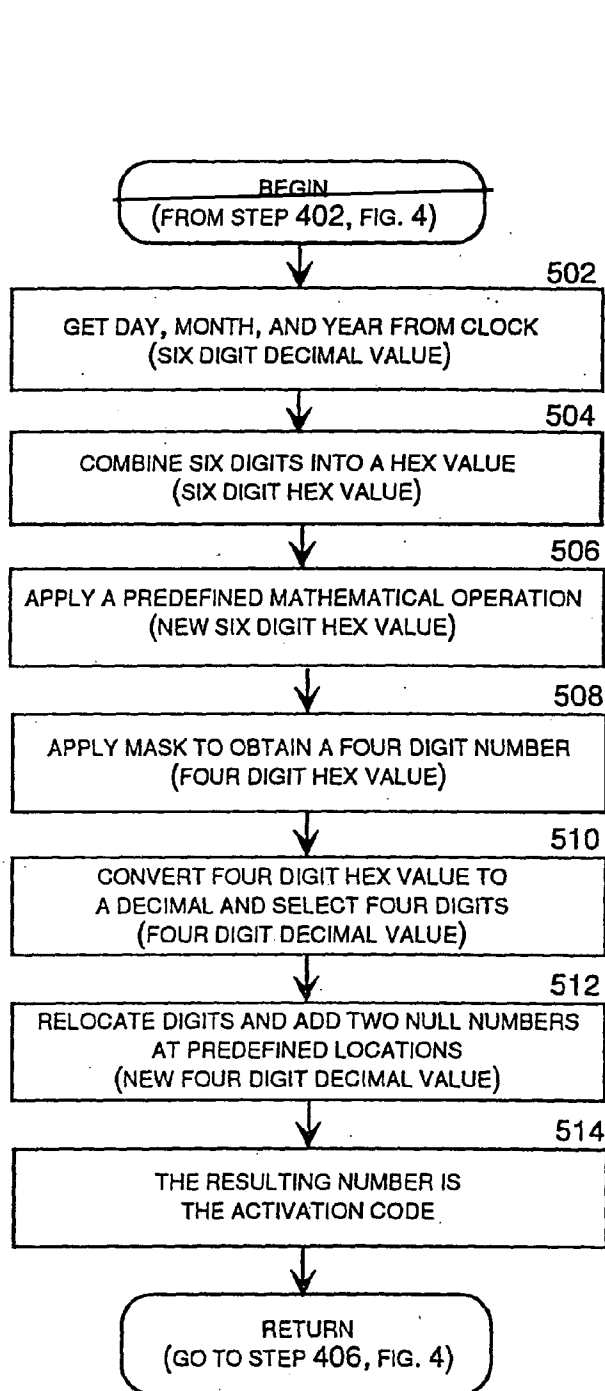 BEGIN
(FROM STEP 402, FIG. 4)
502
GET DAY, MONTH, AND YEAR FROM CLOCK
(SIX DIGIT DECIMAL VALUE)
504
COMBINE SIX DIGITS INTO A HEX VALUE
(SIX DIGIT HEX VALUE)
506
APPLY A PREDEFINED MATHEMATICAL OPERATION
(NEW SIX DIGIT HEX VALUE)
508
APPLY MASK TO OBTAIN A FOUR DIGIT NUMBER
(FOUR DIGIT HEX VALUE)
510
CONVERT FOUR DIGIT HEX VALUE TO
A DECIMAL AND SELECT FOUR DIGITS
(FOUR DIGIT DECIMAL VALUE)
512
RELOCATE DIGITS AND ADD TWO NULL NUMBERS
AT PREDEFINED LOCATIONS
(NEW FOUR DIGIT DECIMAL VALUE)
514
THE RESULTING NUMBER IS
THE ACTIVATION CODE
RETURN
(GO TO STEP 406, FIG. 4)